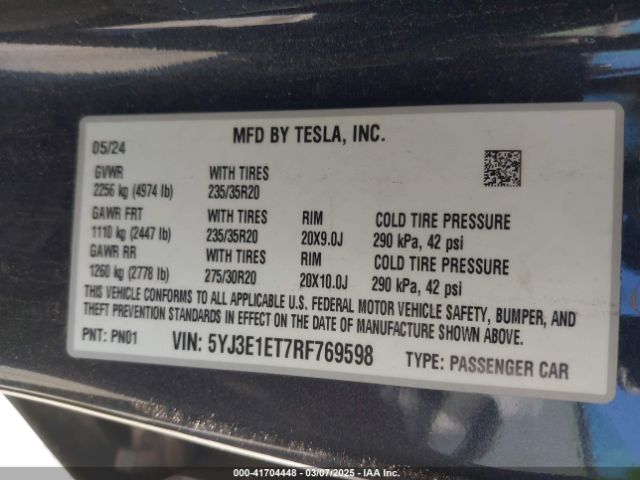 MFD BY TESLA, INC.
05/24
GVWR WITH TIRES
2256 kg (4974 lb) 235/35R20
GAWR FRT WITH TIRES RIM COLD TIRE PRESSURE
1110 kg (2447 lb) 235/35R20 20X9.0J 290 kPa, 42 psi
GAWR RR WITH TIRES RIM COLD TIRE PRESSURE
1260 kg (2778 lb) 275/30R20 20X10.0J 290 kPa, 42 psi
THIS VEHICLE CONFORMS TO ALL APPLICABLE U.S. FEDERAL MOTOR VEHICLE SAFETY, BUMPER, AND
THEFT PREVENTION STANDARDS IN EFFECT ON THE DATE OF MANUFACTURE SHOWN ABOVE.
PNT: PN01 VIN: 5YJ3E1ET7RF769598 TYPE: PASSENGER CAR
(COPART) 41704448 - 03/07/2025 - IAA Inc.